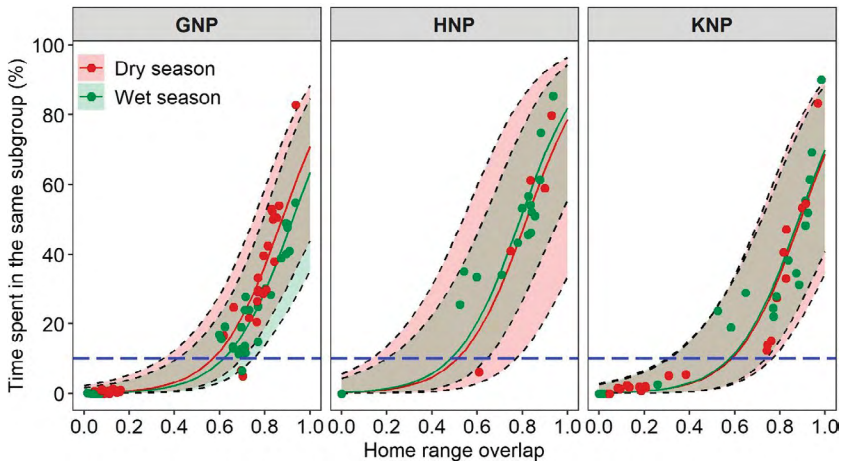 GNP HNP KNP
Time spent in the same subgroup (%)
100
80
60
40
20
0
Dry season
Wet season
0.0 0.2 0.4 0.6 0.8 1.0 0.0 0.2 0.4 0.6 0.8 1.0 0.0 0.2 0.4 0.6 0.8 1.0
Home range overlap